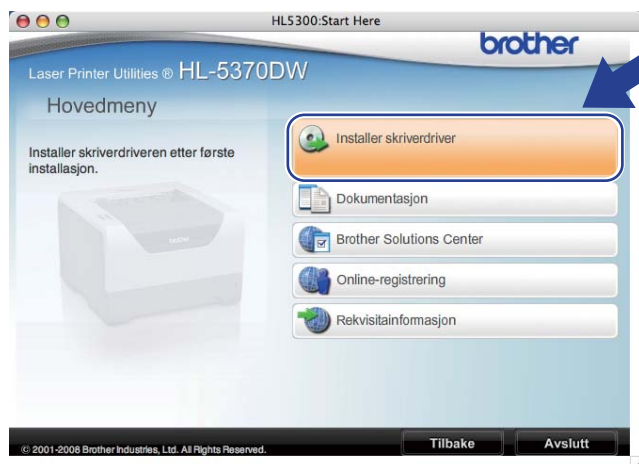 HL5300:Start Here
brother
Laser Printer Utilities ® HL-5370DW
Hovedmeny
Installer skriverdriveren etter første
installasjon.
Installer skriverdriver
Dokumentasjon
Brother Solutions Center
Online-registrering
Rekvisitainformasjon
brother
© 2001-2008 Brother Industries, Ltd. All Rights Reserved.
Tilbake
Avslutt